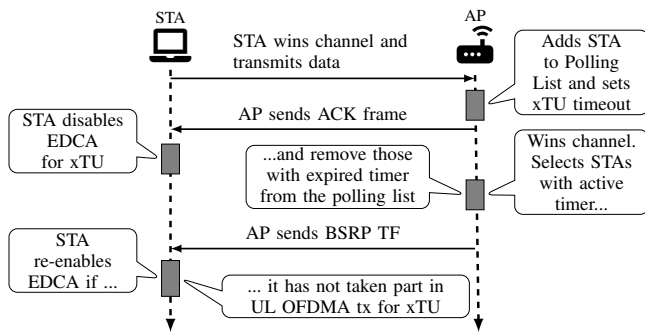 STA
AP
STA wins channel and
transmits data
Adds STA
to Polling
List and sets
xTU timeout
AP sends ACK frame
STA disables
EDCA
for xTU
Wins channel.
Selects STAs
with active
timer...
...and remove those
with expired timer
from the polling list
AP sends BSRP TF
STA
re-enables
EDCA if ...
... it has not taken part in
UL OFDMA tx for xTU